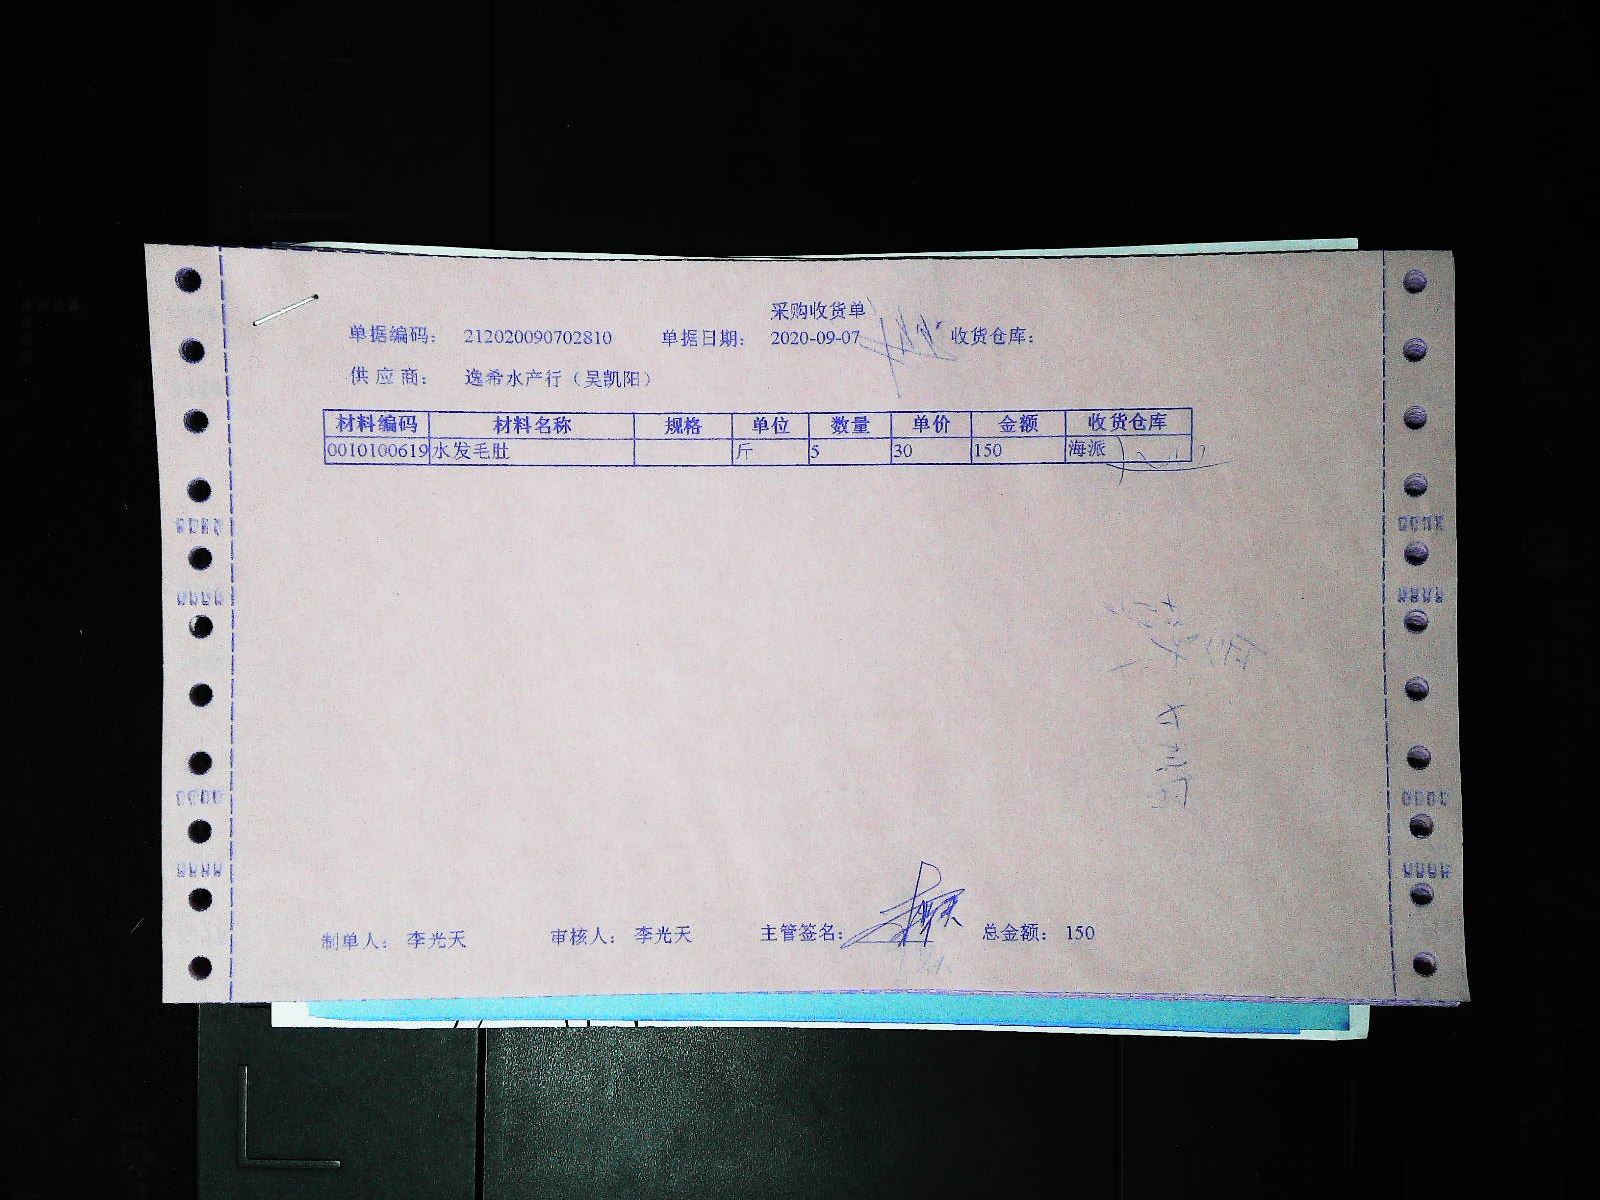 采购收货单
单据编码： 212020090702810 单据日期： 2020-09-07 收货仓库：
供 应 商： 逸希水产行（吴凯阳）
材料编码 材料名称 规格 单位 数量 单价 金额 收货仓库
0010100619 水发毛肚 斤 5 30 150 海派
制单人： 李光天 审核人： 李光天 主管签名： 总金额： 150